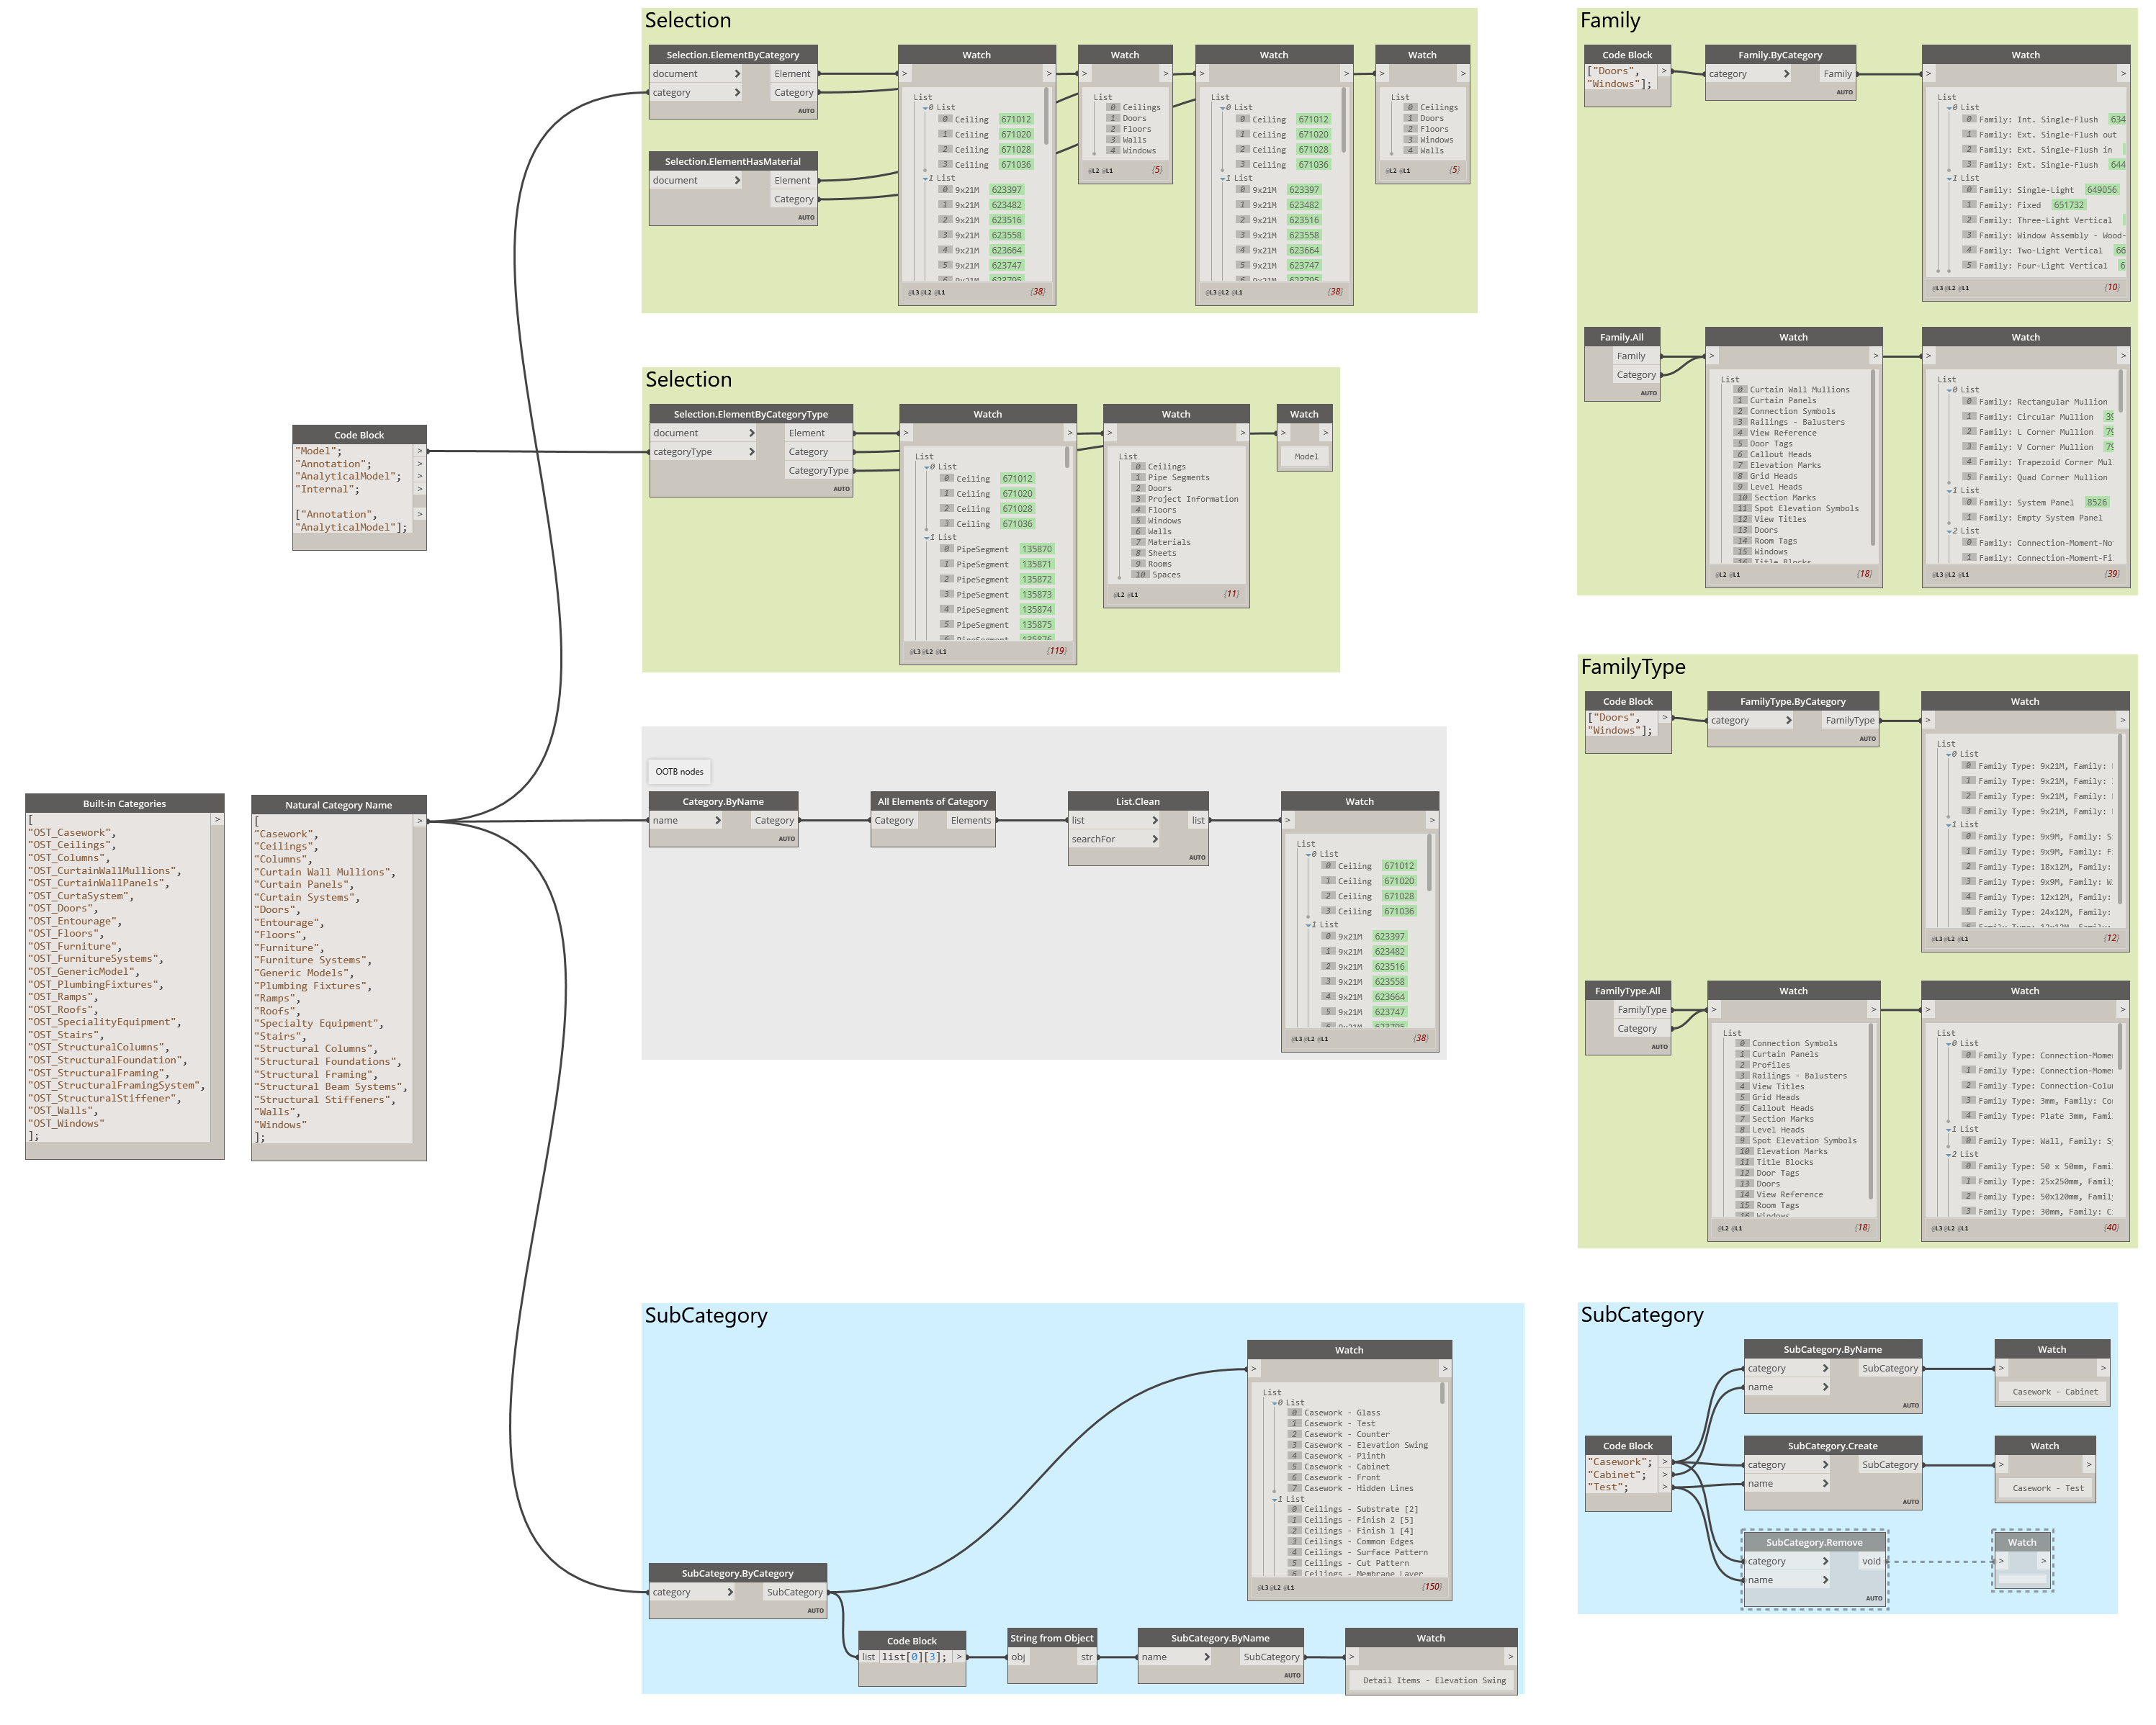 Selection
Selection.ElementByCategory
document
Element
category
Category
AUTO
Selection.ElementHasMaterial
document
Element
Category
AUTO
Watch
List
0 List
0 Ceiling 671012
1 Ceiling 671020
2 Ceiling 671028
3 Ceiling 671036
1 List
0 9x21M 623397
1 9x21M 623482
2 9x21M 623516
3 9x21M 623558
4 9x21M 623664
5 9x21M 623747
6 9x21M 623795
@L3 @L2 @L1 {38}
Watch
List
0 Ceilings
1 Doors
2 Floors
3 Walls
4 Windows
@L2 @L1 {5}
Watch
List
0 List
0 Ceiling 671012
1 Ceiling 671020
2 Ceiling 671028
3 Ceiling 671036
1 List
0 9x21M 623397
1 9x21M 623482
2 9x21M 623516
3 9x21M 623558
4 9x21M 623664
5 9x21M 623747
6 9x21M 623795
@L3 @L2 @L1 {38}
Watch
List
0 Ceilings
1 Doors
2 Floors
3 Windows
4 Walls
@L2 @L1 {5}
Family
Code Block
["Doors",
"Windows"];
Family.ByCategory
category
Family
AUTO
Watch
List
0 List
0 Family: Int. Single-Flush 634
1 Family: Ext. Single-Flush out
2 Family: Ext. Single-Flush in
3 Family: Ext. Single-Flush 644
1 List
0 Family: Single-Light 649056
1 Family: Fixed 651732
2 Family: Three-Light Vertical
3 Family: Window Assembly - Wood-
4 Family: Two-Light Vertical 66
5 Family: Four-Light Vertical 6
@L3 @L2 @L1 {10}
Family.All
Family
Category
AUTO
Watch
List
0 Curtain Wall Mullions
1 Curtain Panels
2 Connection Symbols
3 Railings - Balusters
4 View Reference
5 Door Tags
6 Callout Heads
7 Elevation Marks
8 Grid Heads
9 Level Heads
10 Section Marks
11 Spot Elevation Symbols
12 View Titles
13 Doors
14 Room Tags
15 Windows
16 Title Blocks
@L2 @L1 {18}
Watch
List
0 List
0 Family: Rectangular Mullion
1 Family: Circular Mullion 39
2 Family: L Corner Mullion 79
3 Family: V Corner Mullion 79
4 Family: Trapezoid Corner Mul
5 Family: Quad Corner Mullion
1 List
0 Family: System Panel 8526
1 Family: Empty System Panel
2 List
0 Family: Connection-Moment-No
1 Family: Connection-Moment-Fi
@L3 @L2 @L1 {39}
Selection
Selection.ElementByCategoryType
document
Element
categoryType
Category
CategoryType
AUTO
Watch
List
0 List
0 Ceiling 671012
1 Ceiling 671020
2 Ceiling 671028
3 Ceiling 671036
1 List
0 PipeSegment 135870
1 PipeSegment 135871
2 PipeSegment 135872
3 PipeSegment 135873
4 PipeSegment 135874
5 PipeSegment 135875
6 PipeSegment 135876
@L3 @L2 @L1 {119}
Watch
List
0 Ceilings
1 Pipe Segments
2 Doors
3 Project Information
4 Floors
5 Windows
6 Walls
7 Materials
8 Sheets
9 Rooms
10 Spaces
@L2 @L1 {11}
Watch
Model
Code Block
"Model";
"Annotation";
"AnalyticalModel";
"Internal";
["Annotation",
"AnalyticalModel"];
FamilyType
Code Block
["Doors",
"Windows"];
FamilyType.ByCategory
category
FamilyType
AUTO
Watch
List
0 List
0 Family Type: 9x21M, Family:
1 Family Type: 9x21M, Family:
2 Family Type: 9x21M, Family:
3 Family Type: 9x21M, Family:
1 List
0 Family Type: 9x9M, Family: S
1 Family Type: 9x9M, Family: F
2 Family Type: 18x12M, Family:
3 Family Type: 9x9M, Family: W
4 Family Type: 12x12M, Family:
5 Family Type: 24x12M, Family:
6 Family Type: 12x12M, Family:
@L3 @L2 @L1 {12}
FamilyType.All
FamilyType
Category
AUTO
Watch
List
0 Connection Symbols
1 Curtain Panels
2 Profiles
3 Railings - Balusters
4 View Titles
5 Grid Heads
6 Callout Heads
7 Section Marks
8 Level Heads
9 Spot Elevation Symbols
10 Elevation Marks
11 Title Blocks
12 Door Tags
13 Doors
14 View Reference
15 Room Tags
16 Windows
@L2 @L1 {18}
Watch
List
0 List
0 Family Type: Connection-Mome
1 Family Type: Connection-Mome
2 Family Type: Connection-Colu
3 Family Type: 3mm, Family: Co
4 Family Type: Plate 3mm, Fami
1 List
0 Family Type: Wall, Family: Sy
2 List
0 Family Type: 50 x 50mm, Fami
1 Family Type: 25x250mm, Family
2 Family Type: 50x120mm, Family
3 Family Type: 30mm, Family: C
@L3 @L2 @L1 {40}
OOTB nodes
Category.ByName
name
Category
AUTO
All Elements of Category
Category
Elements
List.Clean
list
list
searchFor
AUTO
Watch
List
0 List
0 Ceiling 671012
1 Ceiling 671020
2 Ceiling 671028
3 Ceiling 671036
1 List
0 9x21M 623397
1 9x21M 623482
2 9x21M 623516
3 9x21M 623558
4 9x21M 623664
5 9x21M 623747
6 9x21M 623795
@L3 @L2 @L1 {38}
Built-in Categories
[
"OST_Casework",
"OST_Ceilings",
"OST_Columns",
"OST_CurtainWallMullions",
"OST_CurtainWallPanels",
"OST_CurtaSystem",
"OST_Doors",
"OST_Entourage",
"OST_Floors",
"OST_Furniture",
"OST_FurnitureSystems",
"OST_GenericModel",
"OST_PlumbingFixtures",
"OST_Ramps",
"OST_Roofs",
"OST_SpecialityEquipment",
"OST_Stairs",
"OST_StructuralColumns",
"OST_StructuralFoundation",
"OST_StructuralFraming",
"OST_StructuralFramingSystem",
"OST_StructuralStiffener",
"OST_Walls",
"OST_Windows"
];
Natural Category Name
[
"Casework",
"Ceilings",
"Columns",
"Curtain Wall Mullions",
"Curtain Panels",
"Curtain Systems",
"Doors",
"Entourage",
"Floors",
"Furniture",
"Furniture Systems",
"Generic Models",
"Plumbing Fixtures",
"Ramps",
"Roofs",
"Specialty Equipment",
"Stairs",
"Structural Columns",
"Structural Foundations",
"Structural Framing",
"Structural Beam Systems",
"Structural Stiffeners",
"Walls",
"Windows"
];
SubCategory
Watch
List
0 List
0 Casework - Glass
1 Casework - Test
2 Casework - Counter
3 Casework - Elevation Swing
4 Casework - Plinth
5 Casework - Cabinet
6 Casework - Front
7 Casework - Hidden Lines
1 List
0 Ceilings - Substrate [2]
1 Ceilings - Finish 2 [5]
2 Ceilings - Finish 1 [4]
3 Ceilings - Common Edges
4 Ceilings - Surface Pattern
5 Ceilings - Cut Pattern
6 Ceilings - Membrane Layer
@L3 @L2 @L1 {150}
SubCategory.ByCategory
category
SubCategory
AUTO
Code Block
list list[0][3];
String from Object
obj
str
SubCategory.ByName
name
SubCategory
AUTO
Watch
Detail Items - Elevation Swing
SubCategory
SubCategory.ByName
category
SubCategory
name
AUTO
Watch
Casework - Cabinet
Code Block
"Casework";
"Cabinet";
"Test";
SubCategory.Create
category
SubCategory
name
AUTO
Watch
Casework - Test
SubCategory.Remove
category
void
name
AUTO
Watch